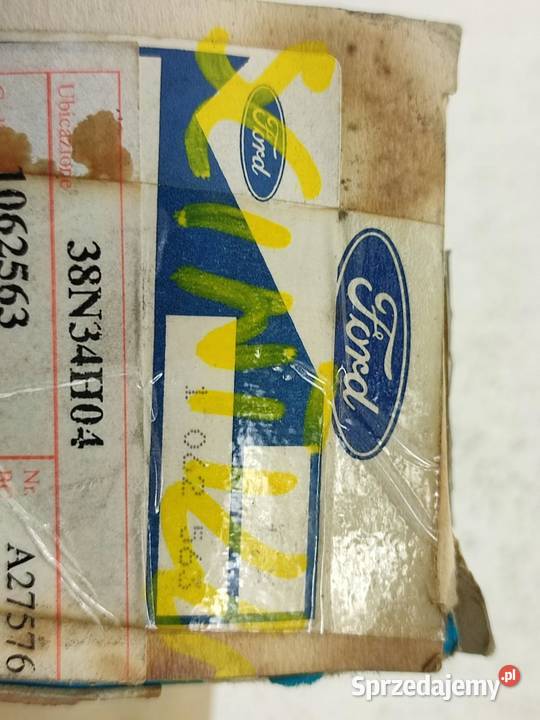 Ford
Ford
1 062 563
Ubicazione
38N34H04
1062563
Nr.
A27576
Sprzedajemy.pl